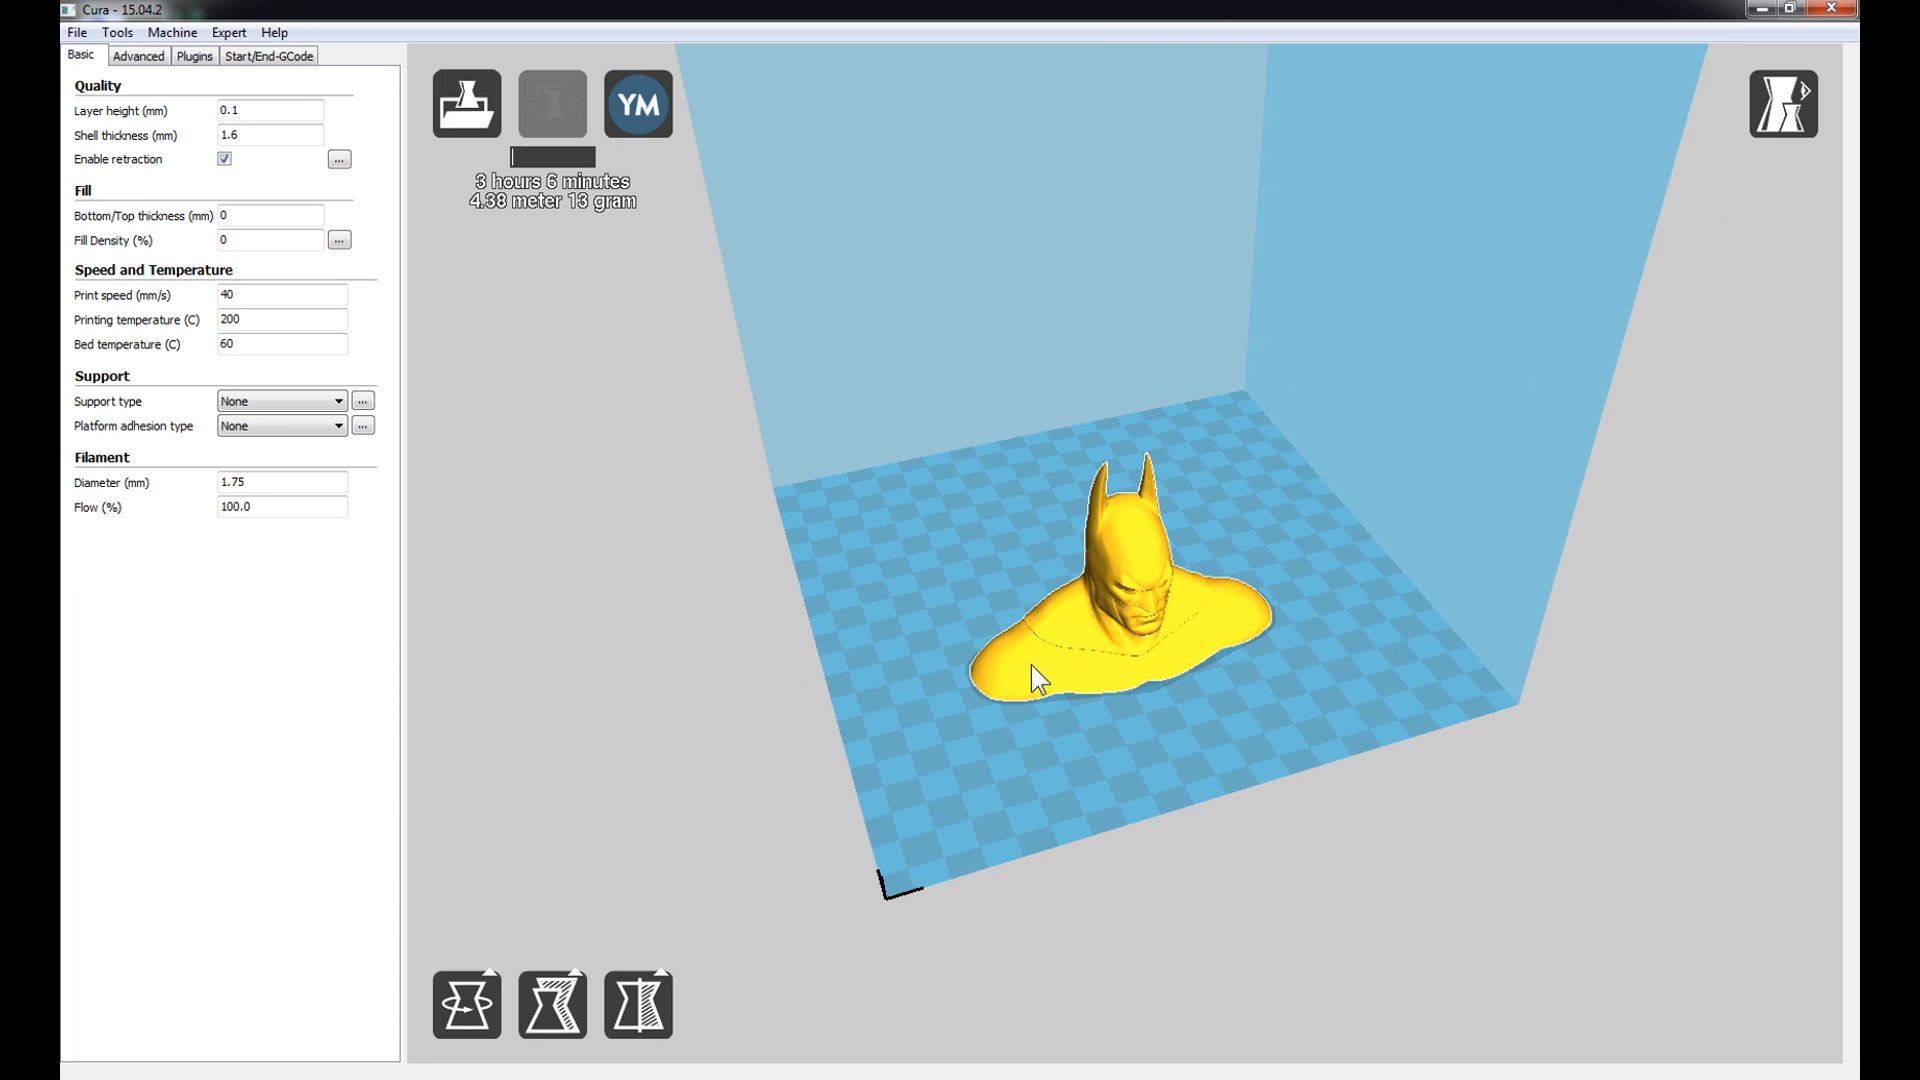 Cura - 15.04.2
File Tools Machine Expert Help
Basic Advanced Plugins Start/End-GCode
Quality
Layer height (mm) 0.1
Shell thickness (mm) 1.6
Enable retraction ...
Fill
Bottom/Top thickness (mm) 0
Fill Density (%) 0 ...
Speed and Temperature
Print speed (mm/s) 40
Printing temperature (C) 200
Bed temperature (C) 60
Support
Support type None ...
Platform adhesion type None ...
Filament
Diameter (mm) 1.75
Flow (%) 100.0
YM
3 hours 6 minutes
4.38 meter 13 gram